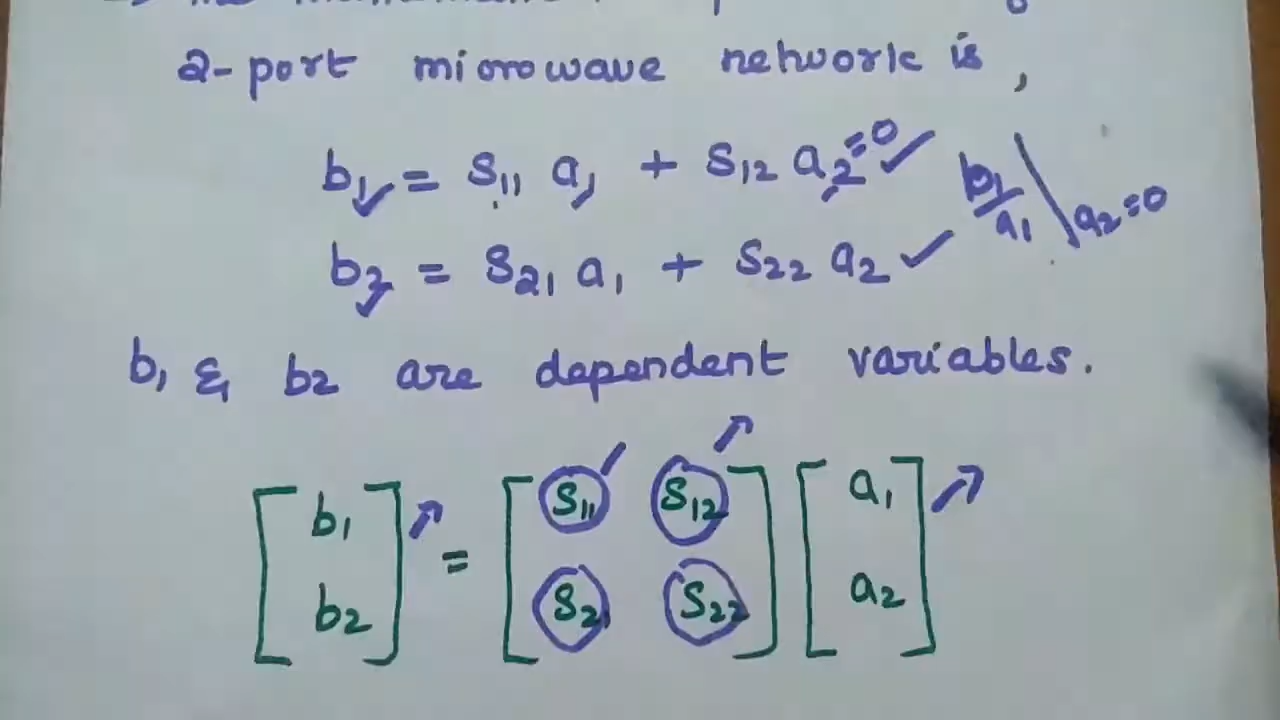 2-port microwave network is,
b₁ = S₁₁ a₁ + S₁₂ a₂=0
b₁/a₁ | a₂=0
b₂ = S₂₁ a₁ + S₂₂ a₂
b₁ & b₂ are dependent variables.
[b₁ b₂] = [S₁₁ S₁₂ S₂₁ S₂₂] [a₁ a₂]